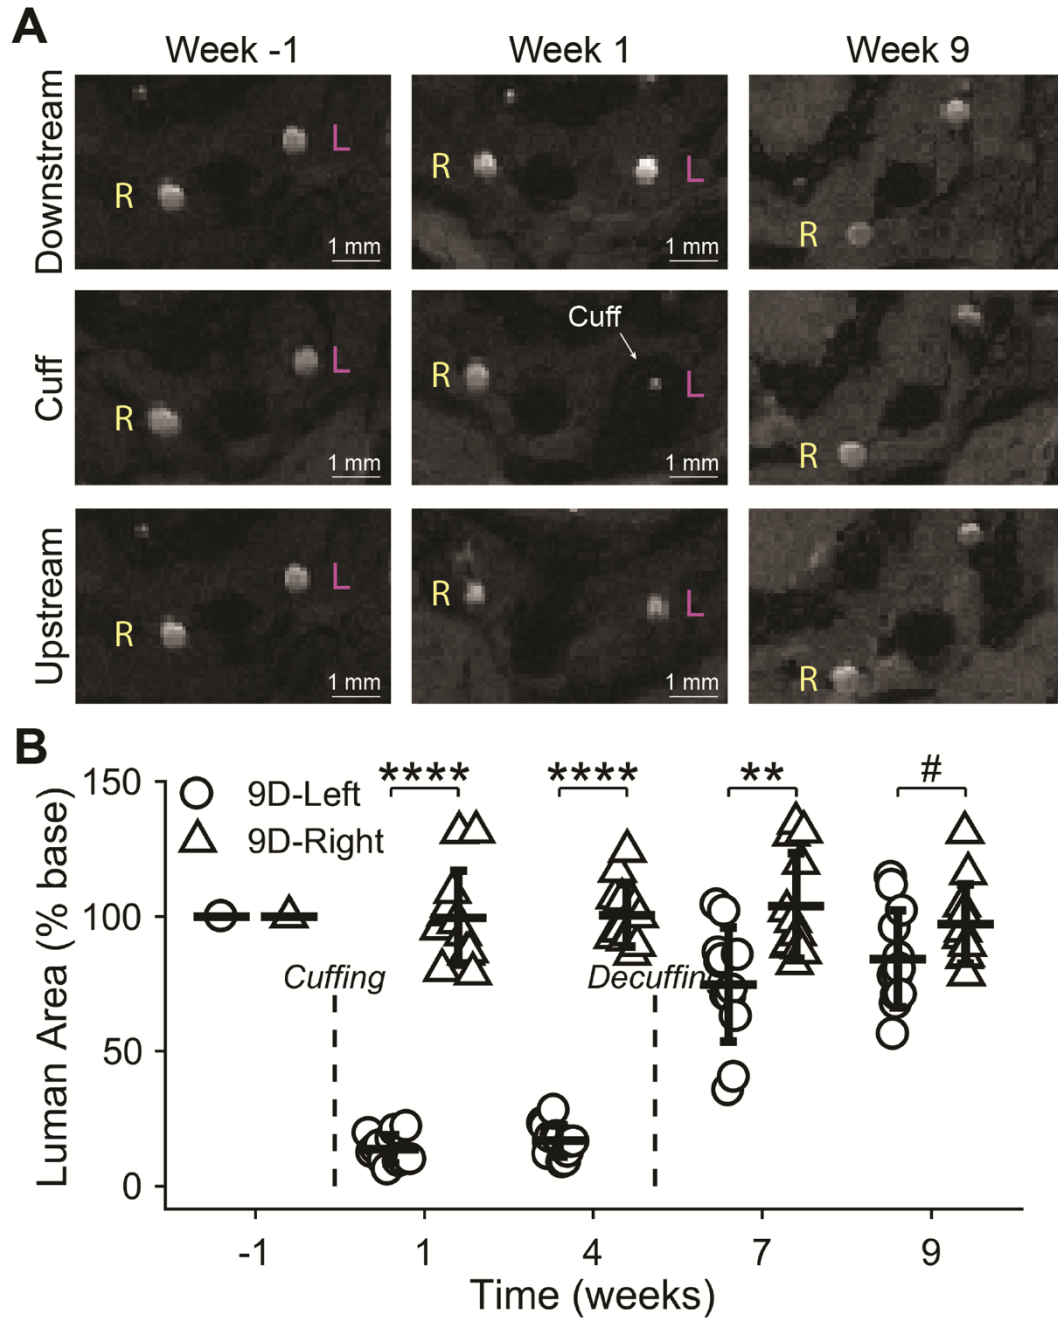 A
Week -1 Week 1 Week 9
Downstream
R L 1 mm
R L 1 mm
R
Cuff
R L 1 mm
Cuff
R L 1 mm
R
Upstream
R L 1 mm
R L 1 mm
R
B
Luman Area (% base)
150
100
50
0
9D-Left
9D-Right
**** **** ** #
Cuffing
Decuffing
-1 1 4 7 9
Time (weeks)